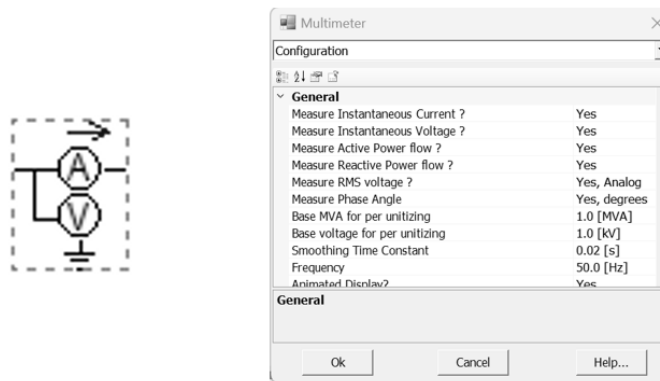 Multimeter
Configuration
General
Measure Instantaneous Current ? Yes
Measure Instantaneous Voltage ? Yes
Measure Active Power flow ? Yes
Measure Reactive Power flow ? Yes
Measure RMS voltage ? Yes, Analog
Measure Phase Angle Yes, degrees
Base MVA for per unitizing 1.0 [MVA]
Base voltage for per unitizing 1.0 [kV]
Smoothing Time Constant 0.02 [s]
Frequency 50.0 [Hz]
Animated Display? Yes
General
A
V
Ok Cancel Help...